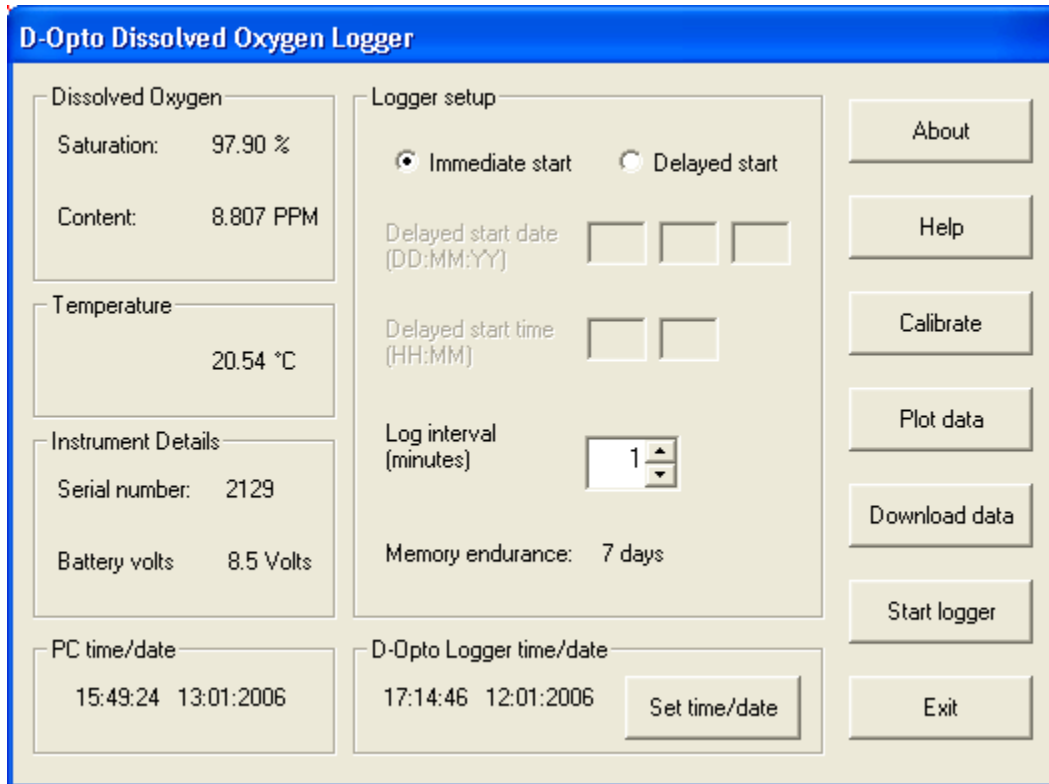 D-Opto Dissolved Oxygen Logger
Dissolved Oxygen
Saturation: 97.90 %
Content: 8.807 PPM
Temperature
20.54 °C
Instrument Details
Serial number: 2129
Battery volts 8.5 Volts
PC time/date
15:49:24 13:01:2006
Logger setup
Immediate start Delayed start
Delayed start date
(DD:MM:YY)
Delayed start time
(HH:MM)
Log interval
(minutes)
1
Memory endurance: 7 days
D-Opto Logger time/date
17:14:46 12:01:2006 Set time/date
About
Help
Calibrate
Plot data
Download data
Start logger
Exit